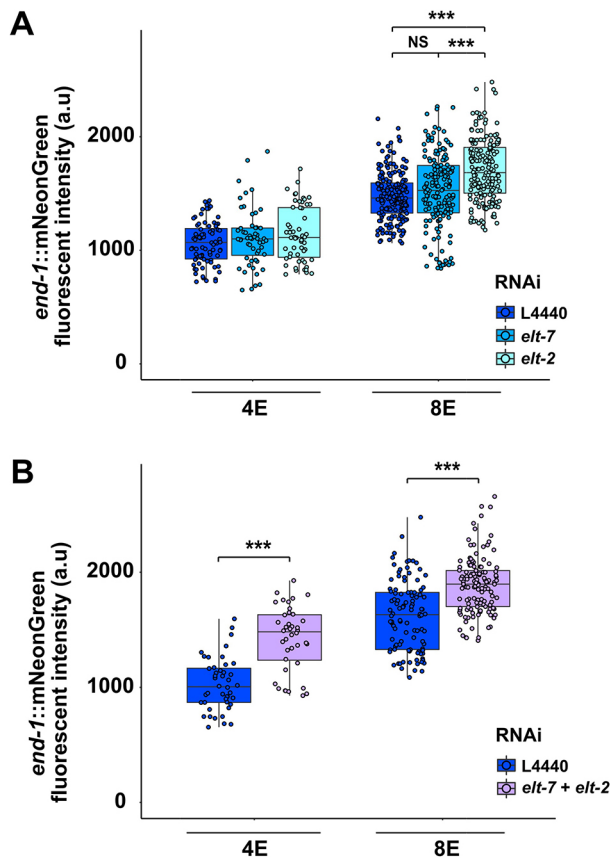 A
end-1::mNeonGreen
fluorescent intensity (a.u)
2000
1000
0
***
NS
***
RNAi
L4440
elt-7
elt-2
4E
8E
B
end-1::mNeonGreen
fluorescent intensity (a.u)
2000
1000
0
***
***
RNAi
L4440
elt-7 + elt-2
4E
8E